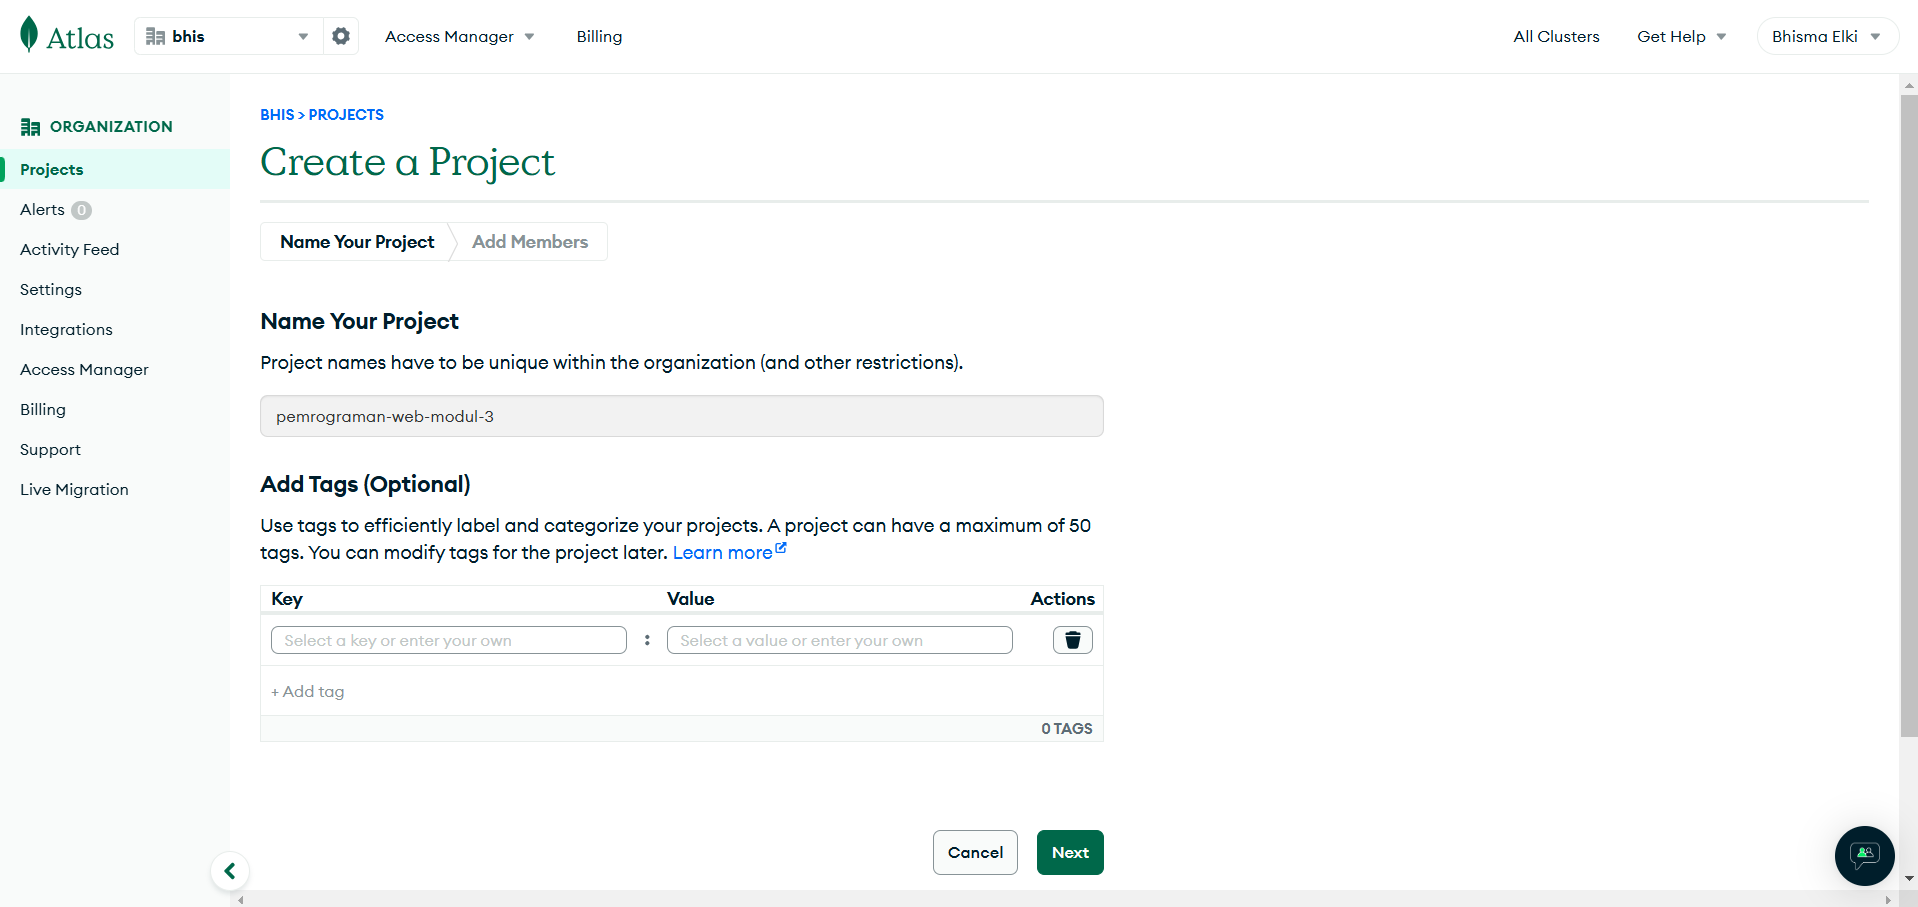 Atlas
bhis
Access Manager
Billing
All Clusters
Get Help
Bhisma Elki
ORGANIZATION
Projects
Alerts 0
Activity Feed
Settings
Integrations
Access Manager
Billing
Support
Live Migration
BHIS > PROJECTS
Create a Project
Name Your Project
Add Members
Name Your Project
Project names have to be unique within the organization (and other restrictions).
pemrograman-web-modul-3
Add Tags (Optional)
Use tags to efficiently label and categorize your projects. A project can have a maximum of 50
tags. You can modify tags for the project later. Learn more
Key Value Actions
Select a key or enter your own : Select a value or enter your own
+ Add tag
0 TAGS
Cancel
Next